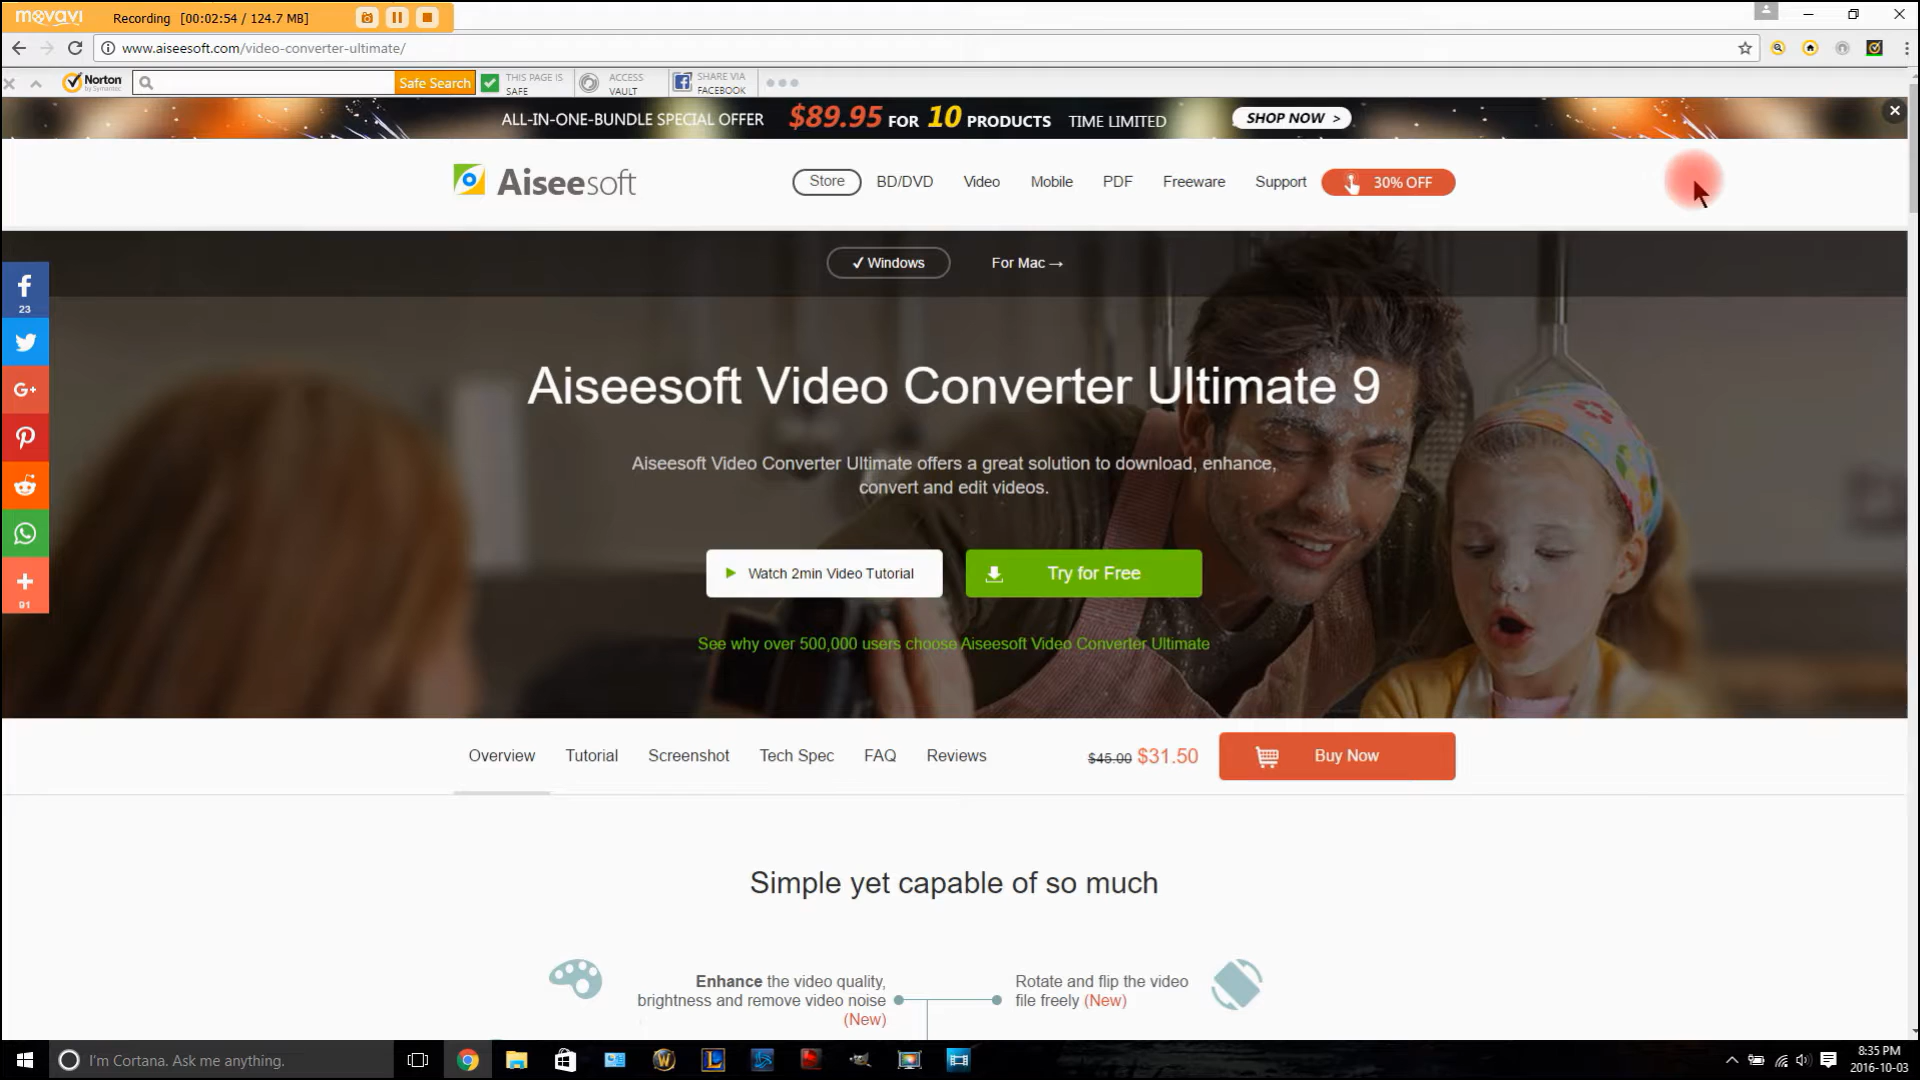 movavi Recording [00:02:54 / 124.7 MB]
www.aiseesoft.com/video-converter-ultimate/
Norton
by Symantec
Safe Search
THIS PAGE IS SAFE
ACCESS VAULT
SHARE VIA FACEBOOK
ALL-IN-ONE-BUNDLE SPECIAL OFFER $89.95 FOR 10 PRODUCTS TIME LIMITED SHOP NOW >
Aiseesoft
Store BD/DVD Video Mobile PDF Freeware Support 30% OFF
✓ Windows For Mac →
23
Aiseesoft Video Converter Ultimate 9
Aiseesoft Video Converter Ultimate offers a great solution to download, enhance,
convert and edit videos.
Watch 2min Video Tutorial Try for Free
91
See why over 500,000 users choose Aiseesoft Video Converter Ultimate
Overview Tutorial Screenshot Tech Spec FAQ Reviews $45.00 $31.50 Buy Now
Simple yet capable of so much
Enhance the video quality,
brightness and remove video noise
(New)
Rotate and flip the video
file freely (New)
I'm Cortana. Ask me anything.
8:35 PM
2016-10-03